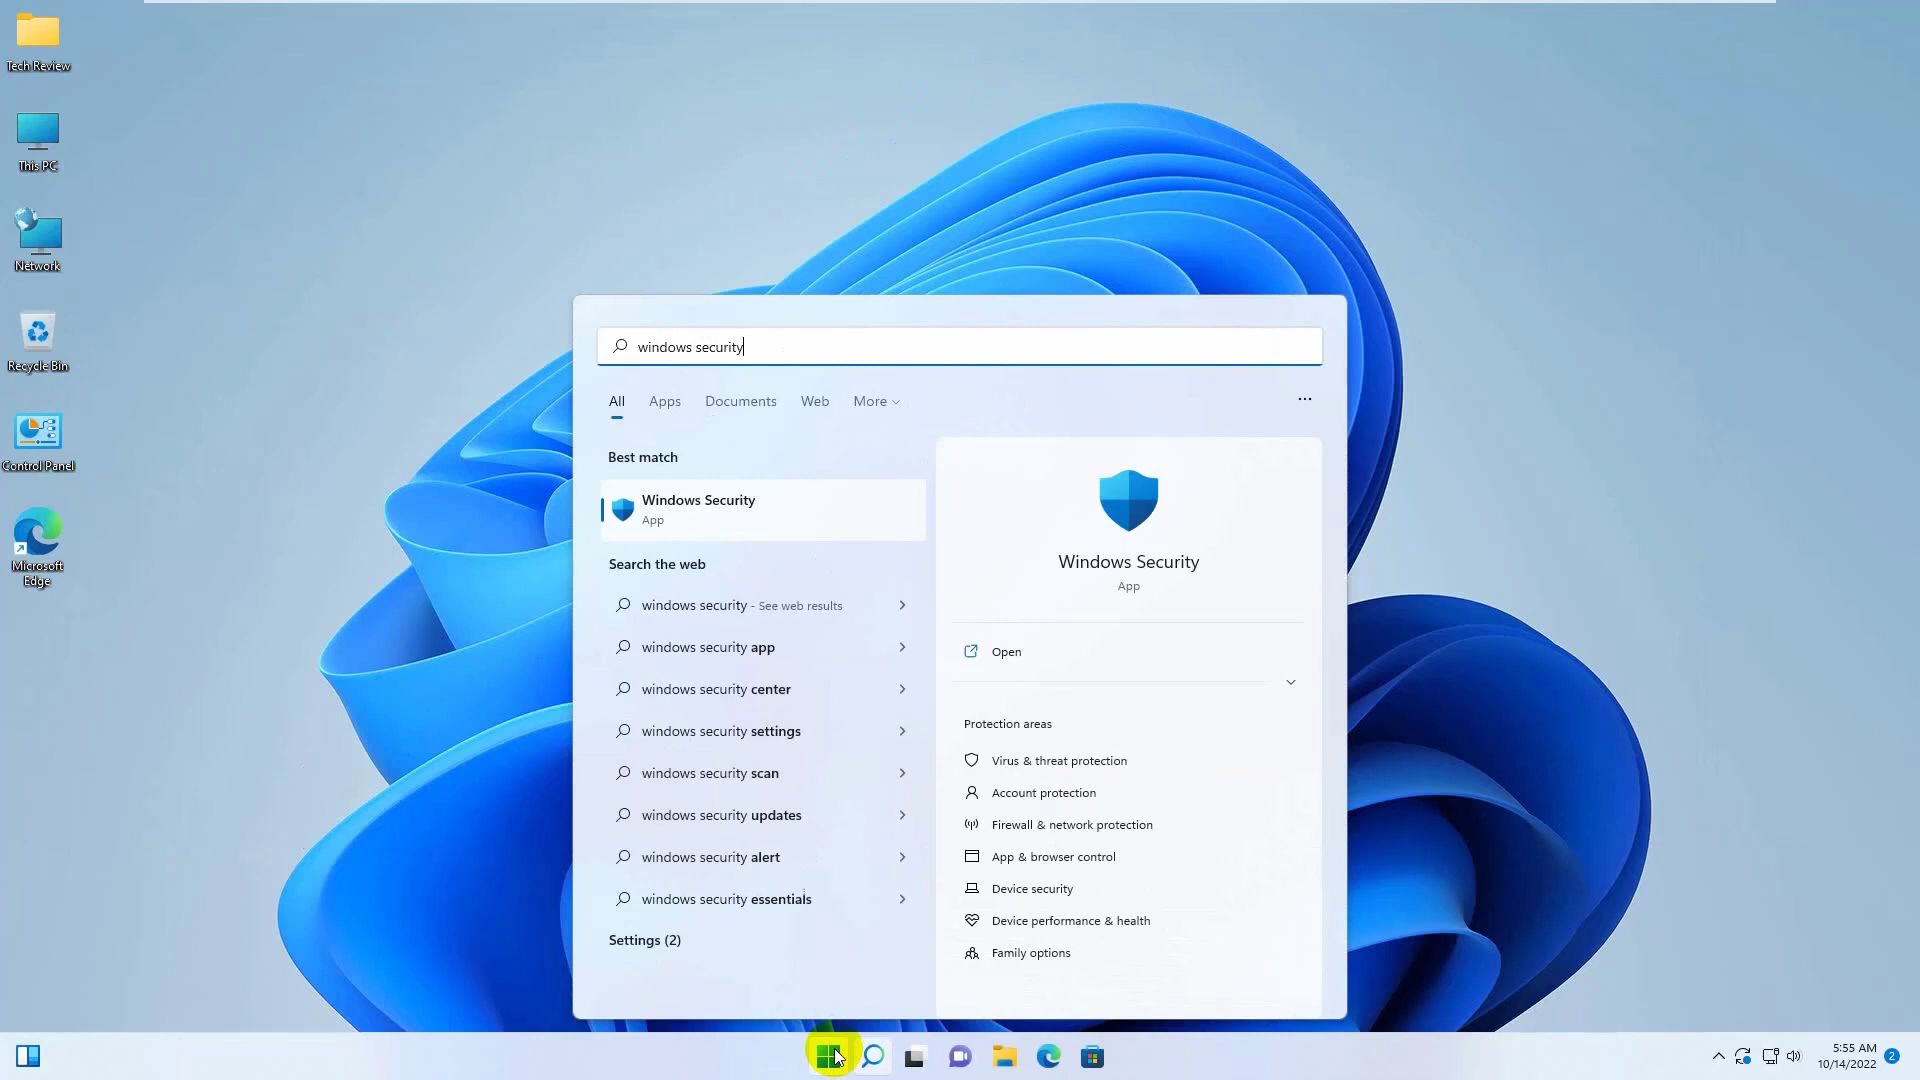 Tech Review
This PC
Network
Recycle Bin
Control Panel
Microsoft
Edge
windows security
All Apps Documents Web More
Best match
Windows Security
App
Search the web
windows security - See web results
windows security app
windows security center
windows security settings
windows security scan
windows security updates
windows security alert
windows security essentials
Settings (2)
Windows Security
App
Open
Protection areas
Virus & threat protection
Account protection
Firewall & network protection
App & browser control
Device security
Device performance & health
Family options
5:55 AM
10/14/2022
2